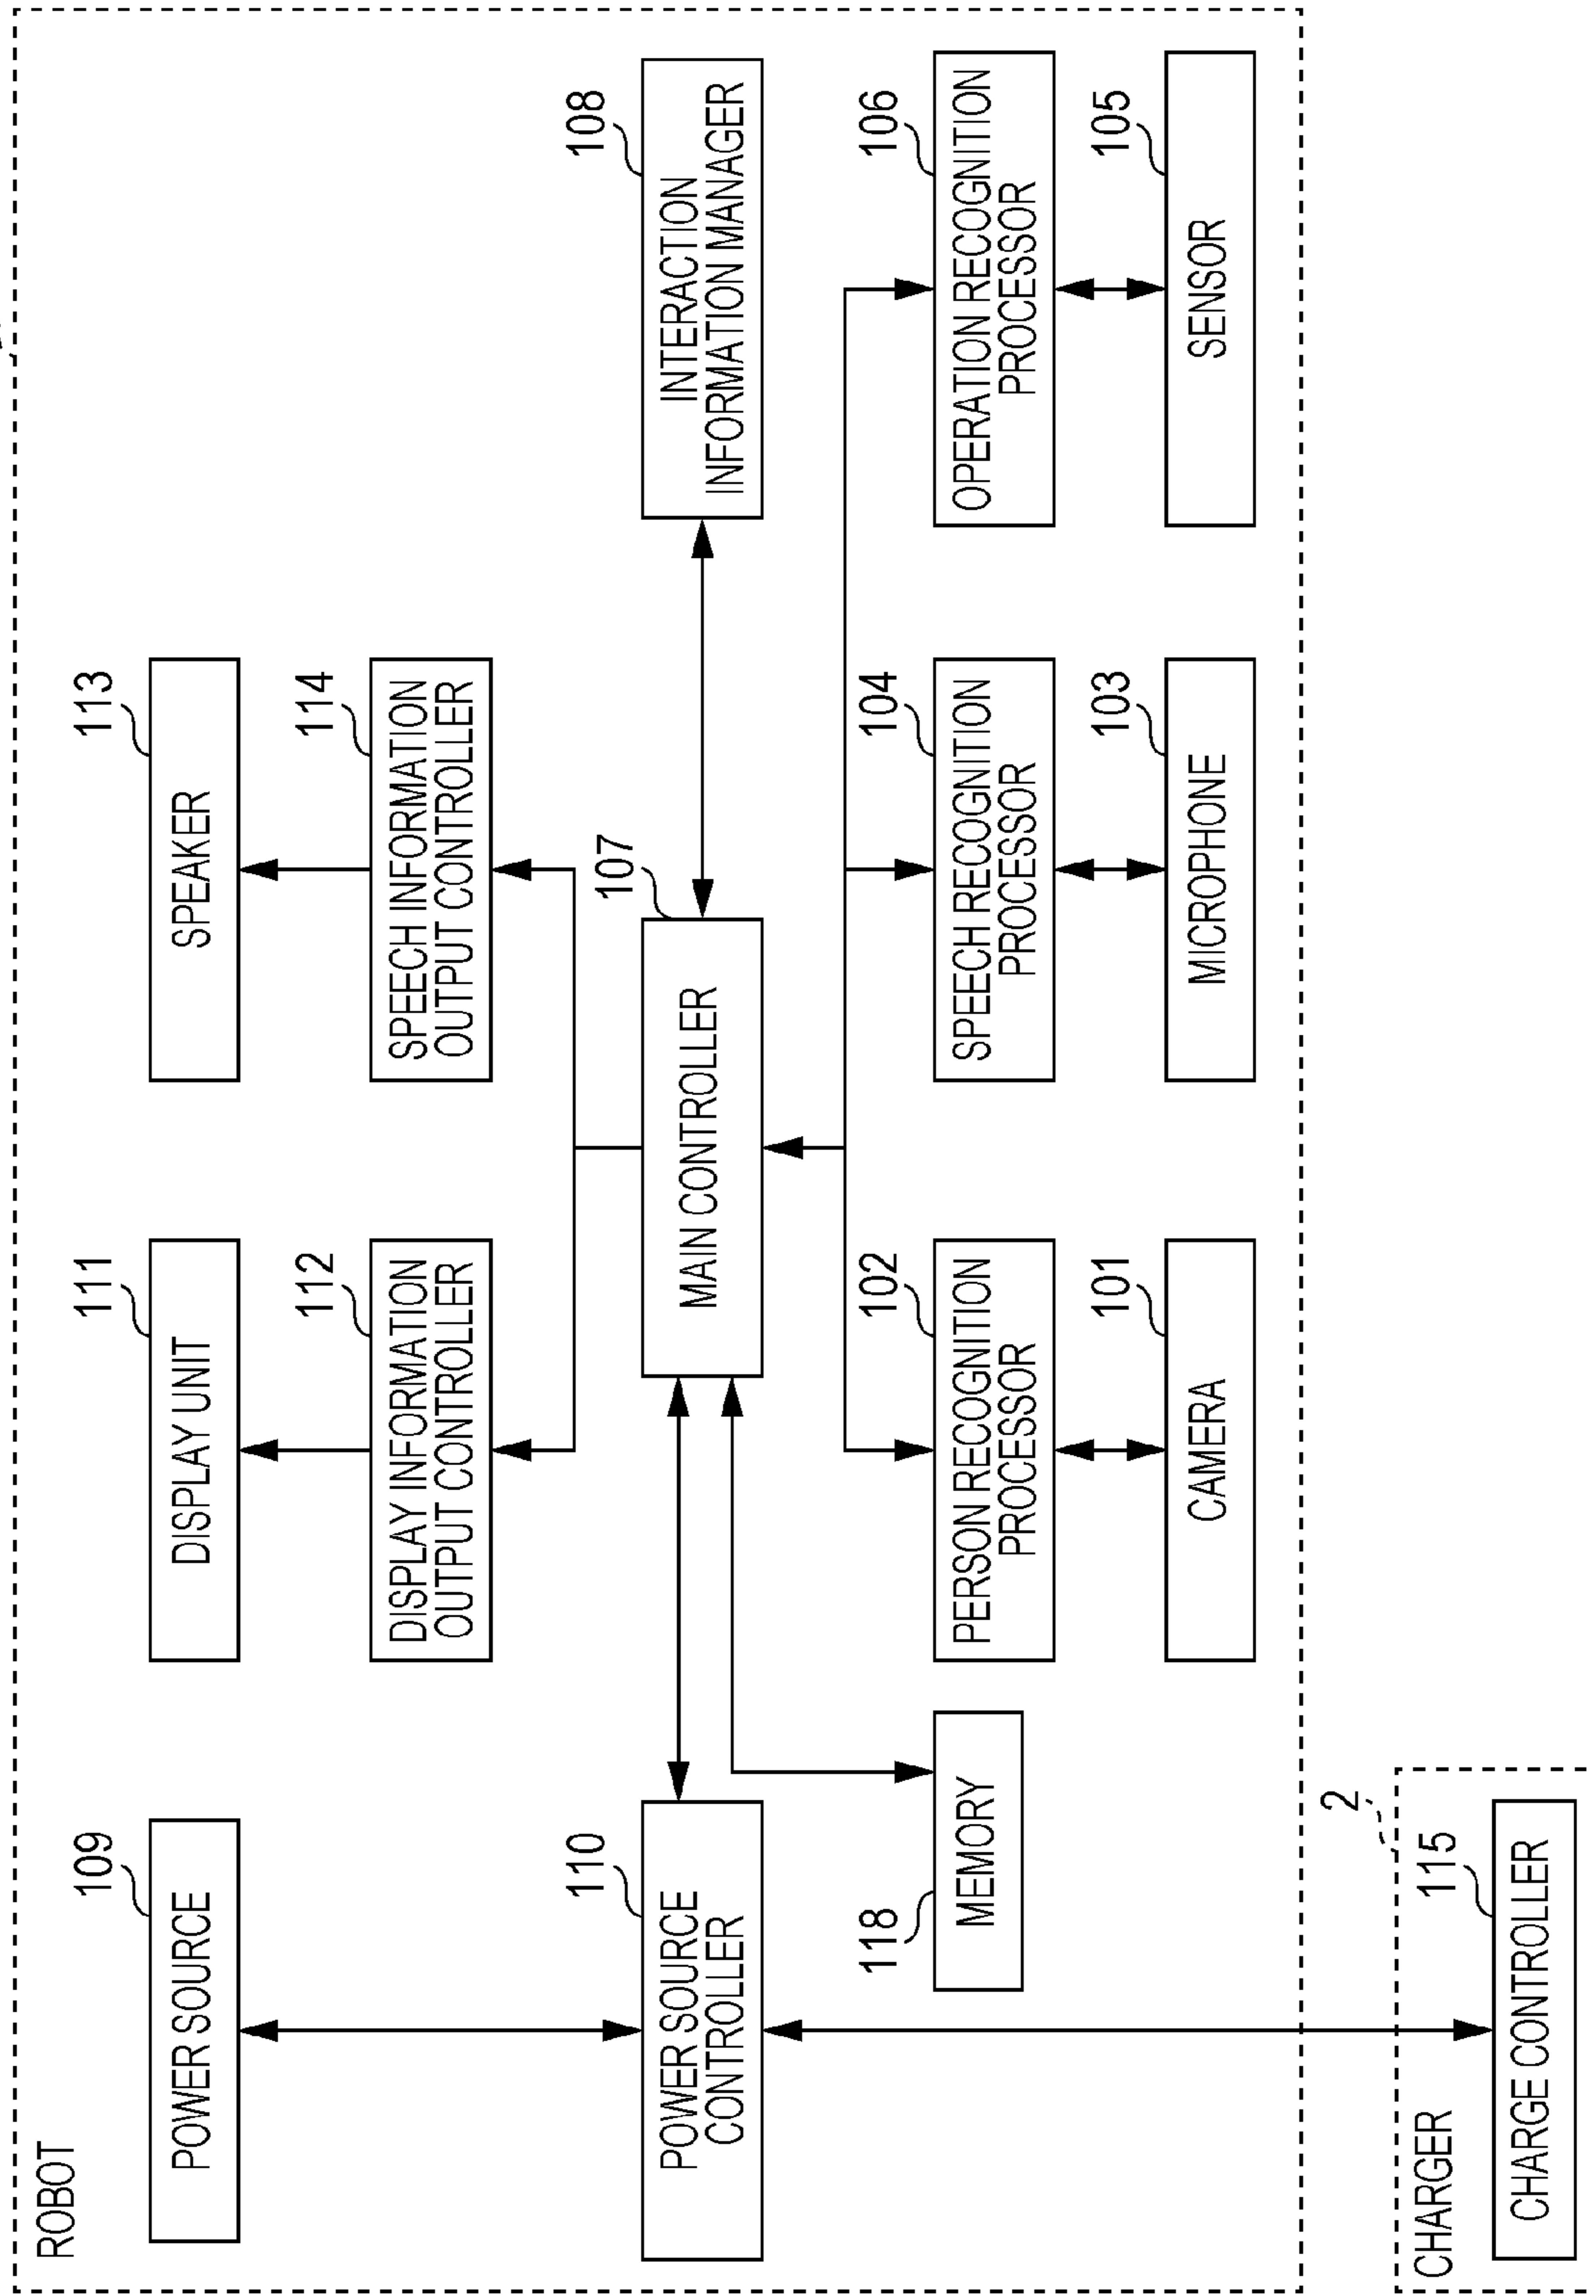 ROBOT
109
POWER SOURCE
111
DISPLAY UNIT
113
SPEAKER
112
DISPLAY INFORMATION
OUTPUT CONTROLLER
114
SPEECH INFORMATION
OUTPUT CONTROLLER
110
POWER SOURCE
CONTROLLER
107
MAIN CONTROLLER
108
INTERACTION
INFORMATION MANAGER
118
MEMORY
102
PERSON RECOGNITION
PROCESSOR
104
SPEECH RECOGNITION
PROCESSOR
106
OPERATION RECOGNITION
PROCESSOR
101
CAMERA
103
MICROPHONE
105
SENSOR
2
CHARGER
115
CHARGE CONTROLLER